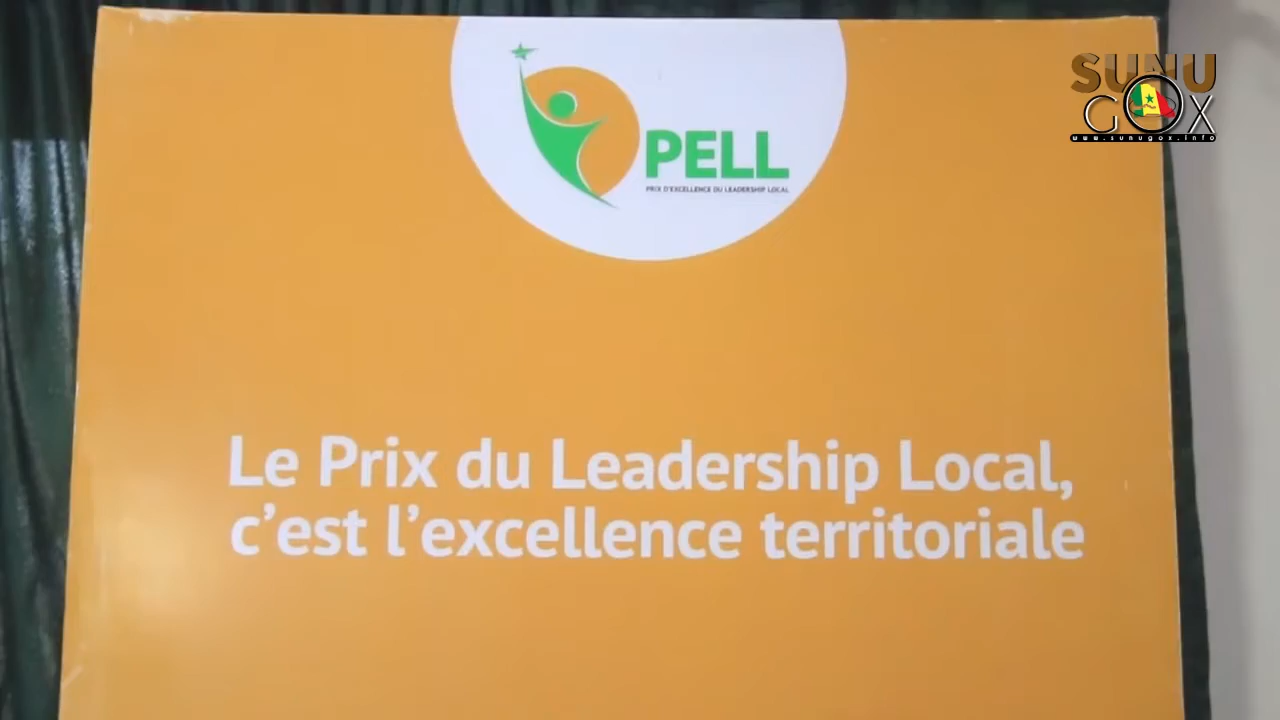 SUNU
GOX
www.sunugox.info
PELL
PRIX D'EXCELLENCE DU LEADERSHIP LOCAL
Le Prix du Leadership Local,
c'est l'excellence territoriale